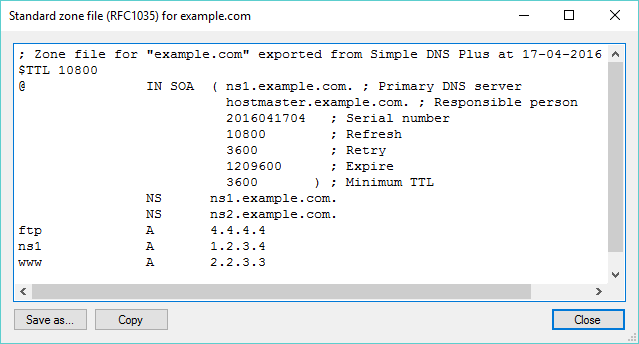 Standard zone file (RFC1035) for example.com
; Zone file for "example.com" exported from Simple DNS Plus at 17-04-2016
$TTL 10800
@ IN SOA ( ns1.example.com. ; Primary DNS server
hostmaster.example.com. ; Responsible person
2016041704 ; Serial number
10800 ; Refresh
3600 ; Retry
1209600 ; Expire
3600 ) ; Minimum TTL
NS ns1.example.com.
NS ns2.example.com.
ftp A 4.4.4.4
ns1 A 1.2.3.4
www A 2.2.3.3
Save as... Copy Close